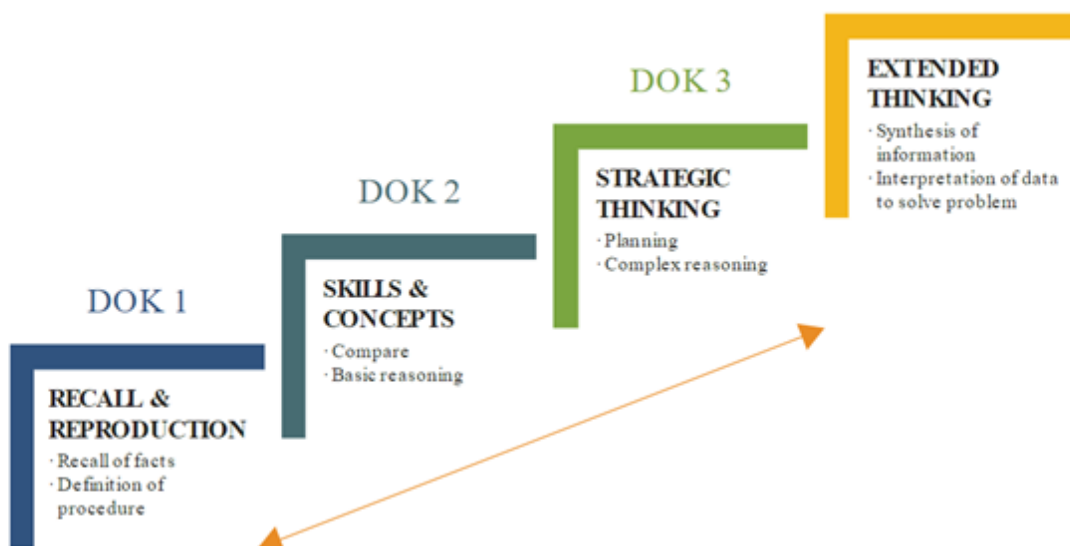 DOK 1
RECALL &
REPRODUCTION
· Recall of facts
· Definition of
procedure
DOK 2
SKILLS &
CONCEPTS
· Compare
· Basic reasoning
DOK 3
STRATEGIC
THINKING
· Planning
· Complex reasoning
EXTENDED
THINKING
· Synthesis of
information
· Interpretation of data
to solve problem